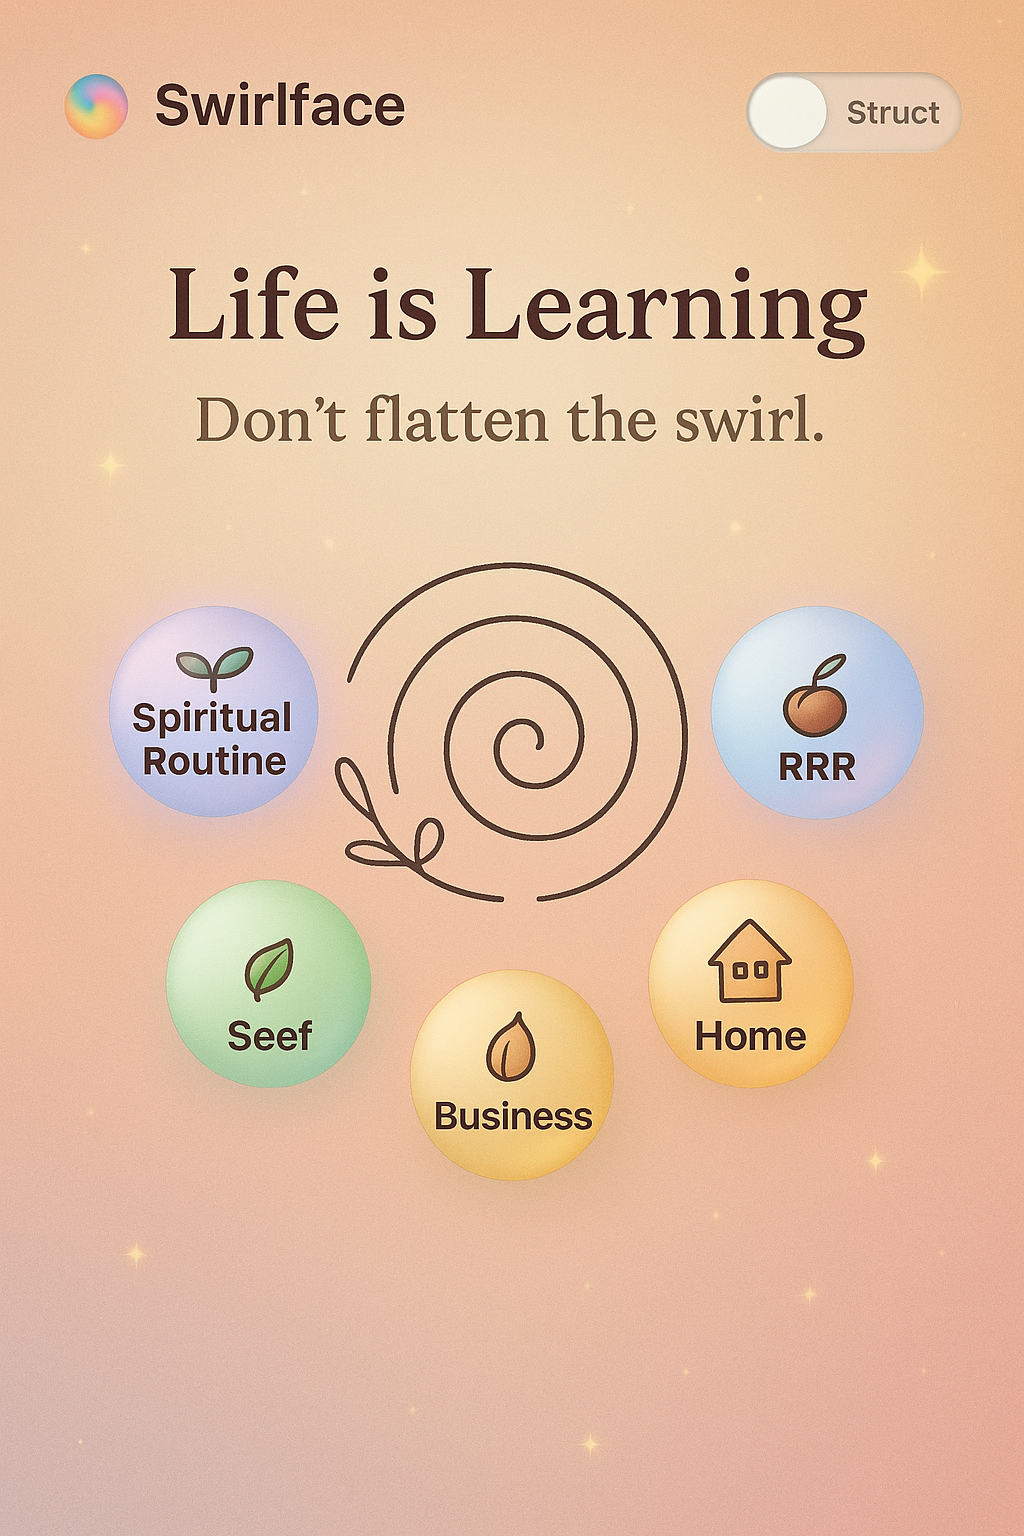 Swirlface
Struct
Life is Learning
Don’t flatten the swirl.
Spiritual
Routine
RRR
Seef
Home
Business